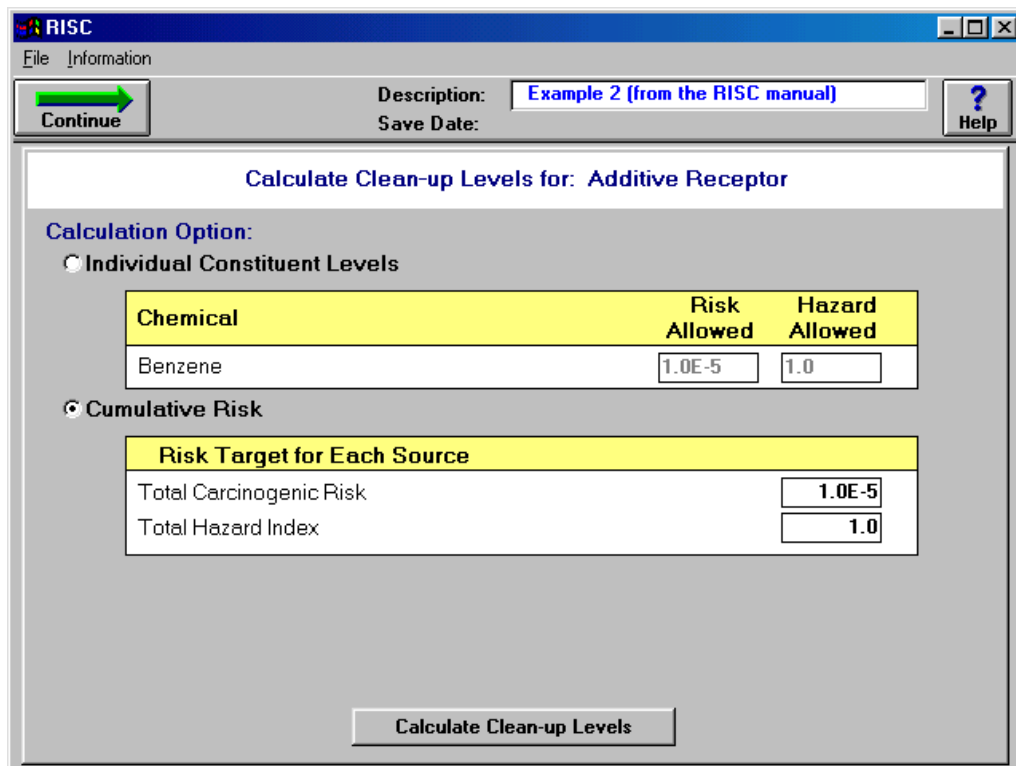 RISC
File Information
Continue
Description: Example 2 (from the RISC manual)
Save Date:
? Help
Calculate Clean-up Levels for: Additive Receptor
Calculation Option:
Individual Constituent Levels
Chemical Risk Allowed Hazard Allowed
Benzene 1.0E-5 1.0
Cumulative Risk
Risk Target for Each Source
Total Carcinogenic Risk 1.0E-5
Total Hazard Index 1.0
Calculate Clean-up Levels